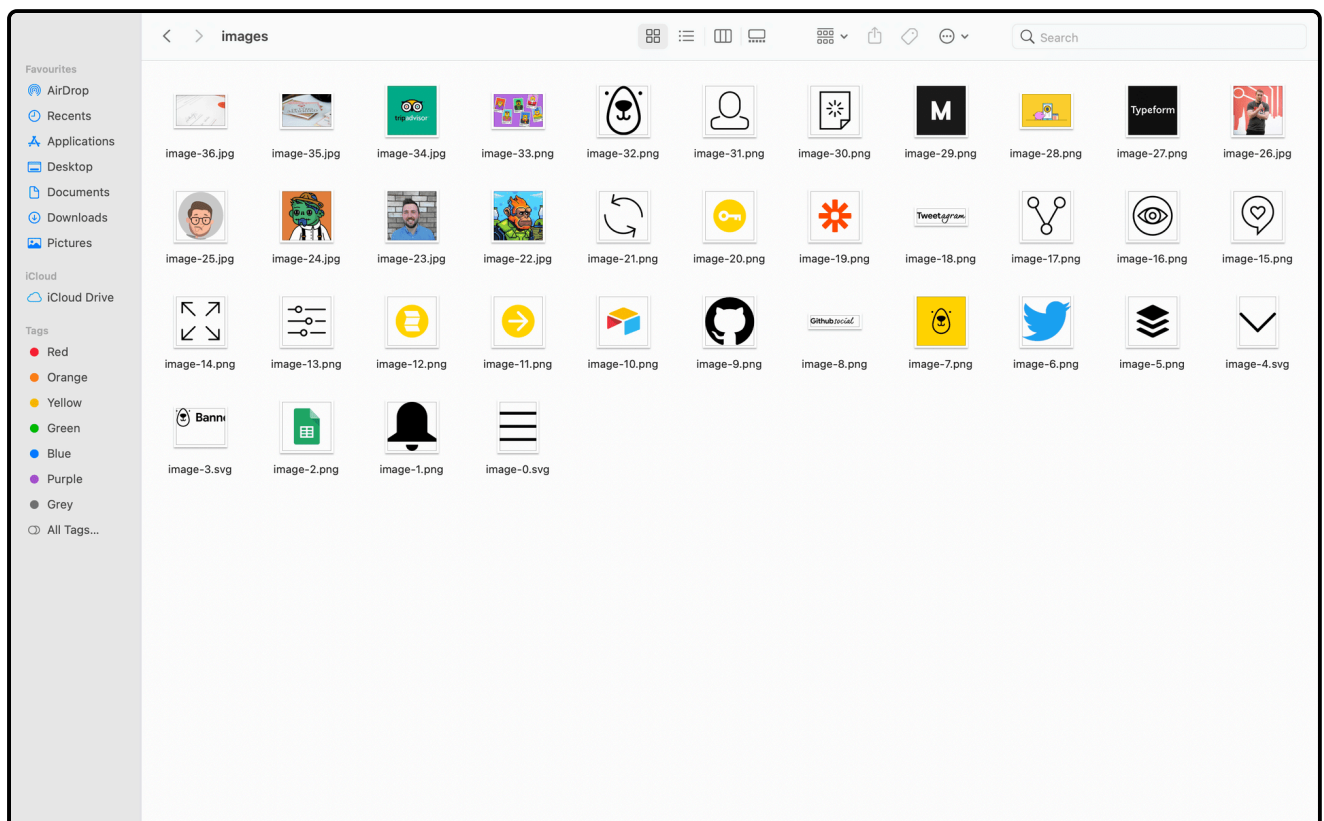 images
Search
Favourites
AirDrop
Recents
Applications
Desktop
Documents
Downloads
Pictures
iCloud
iCloud Drive
Tags
Red
Orange
Yellow
Green
Blue
Purple
Grey
All Tags...
tripadvisor
M
Typeform
image-36.jpg
image-35.jpg
image-34.jpg
image-33.png
image-32.png
image-31.png
image-30.png
image-29.png
image-28.png
image-27.png
image-26.jpg
Tweetagram
image-25.jpg
image-24.jpg
image-23.jpg
image-22.jpg
image-21.png
image-20.png
image-19.png
image-18.png
image-17.png
image-16.png
image-15.png
Githubsocial
image-14.png
image-13.png
image-12.png
image-11.png
image-10.png
image-9.png
image-8.png
image-7.png
image-6.png
image-5.png
image-4.svg
Bann
image-3.svg
image-2.png
image-1.png
image-0.svg